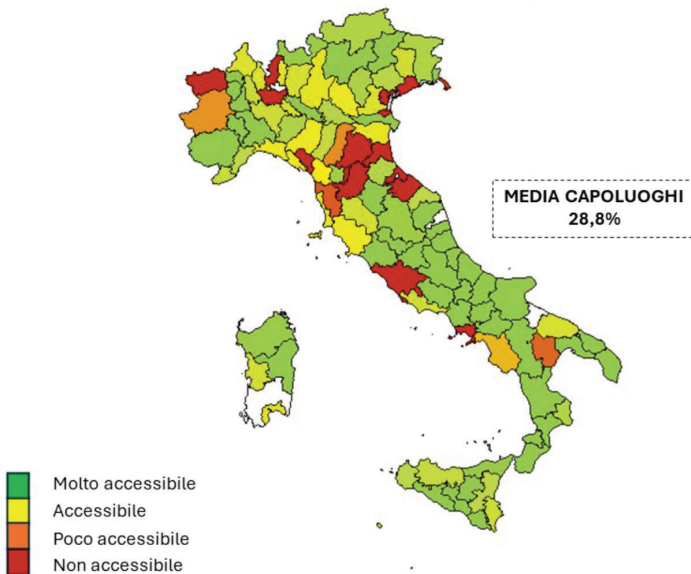 MEDIA CAPOLUOGHI
28,8%
Molto accessibile
Accessibile
Poco accessibile
Non accessibile